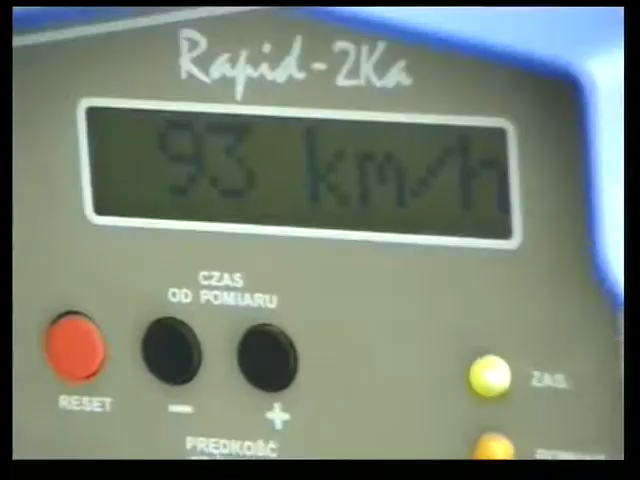 Rapid-2Ka
93 km/h
CZAS
OD POMIARU
RESET
-
+
ZAS.
PRĘDKOŚĆ